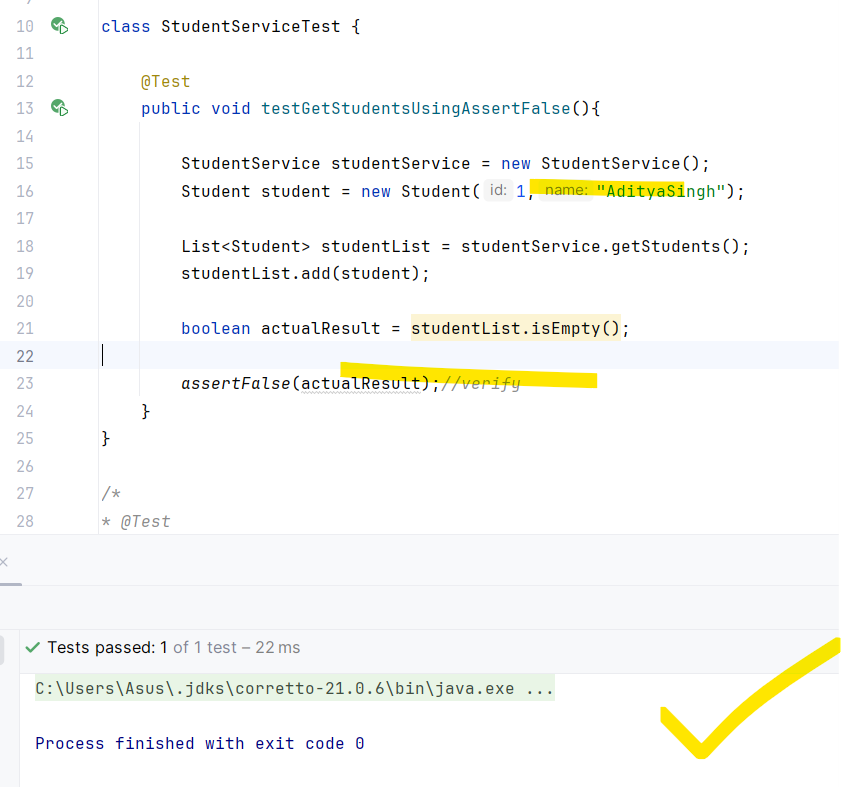 10 class StudentServiceTest {
11
12 @Test
13 public void testGetStudentsUsingAssertFalse(){
14
15 StudentService studentService = new StudentService();
16 Student student = new Student( id: 1, name: "AdityaSingh");
17
18 List<Student> studentList = studentService.getStudents();
19 studentList.add(student);
20
21 boolean actualResult = studentList.isEmpty();
22
23 assertFalse(actualResult);//verify
24 }
25 }
26
27 /*
28 * @Test
Tests passed: 1 of 1 test – 22 ms
C:\Users\Asus\.jdks\corretto-21.0.6\bin\java.exe ...
Process finished with exit code 0